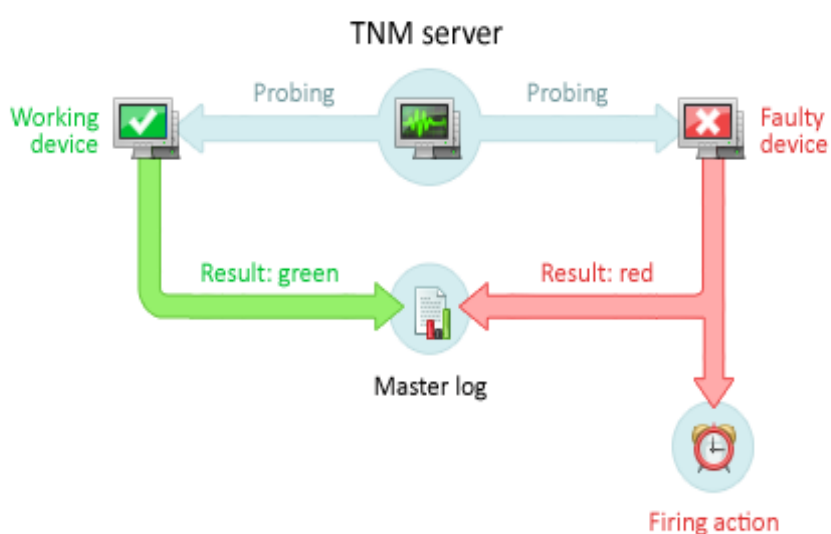 TNM server
Probing
Probing
Working
device
Faulty
device
Result: green
Result: red
Master log
Firing action